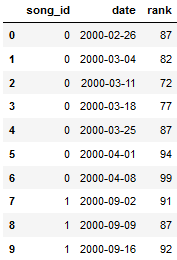 song_id date rank
0 0 2000-02-26 87
1 0 2000-03-04 82
2 0 2000-03-11 72
3 0 2000-03-18 77
4 0 2000-03-25 87
5 0 2000-04-01 94
6 0 2000-04-08 99
7 1 2000-09-02 91
8 1 2000-09-09 87
9 1 2000-09-16 92